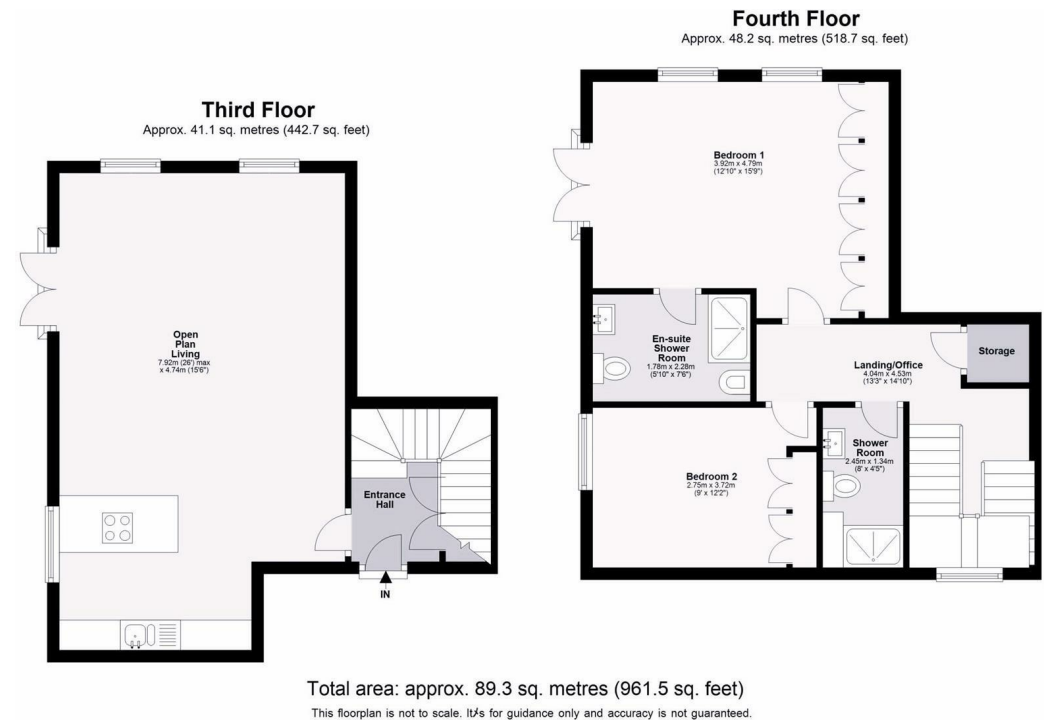 Third Floor
Approx. 41.1 sq. metres (442.7 sq. feet)
Open
Plan
Living
7.92m (26') max
x 4.74m (15'6")
Entrance
Hall
IN
Fourth Floor
Approx. 48.2 sq. metres (518.7 sq. feet)
Bedroom 1
3.92m x 4.79m
(12'10" x 15'9")
En-suite
Shower
Room
1.78m x 2.28m
(5'10" x 7'6")
Landing/Office
4.04m x 4.53m
(13'3" x 14'10")
Storage
Bedroom 2
2.75m x 3.72m
(9' x 12'2")
Shower
Room
2.45m x 1.34m
(8' x 4'5")
Total area: approx. 89.3 sq. metres (961.5 sq. feet)
This floorplan is not to scale. It's for guidance only and accuracy is not guaranteed.